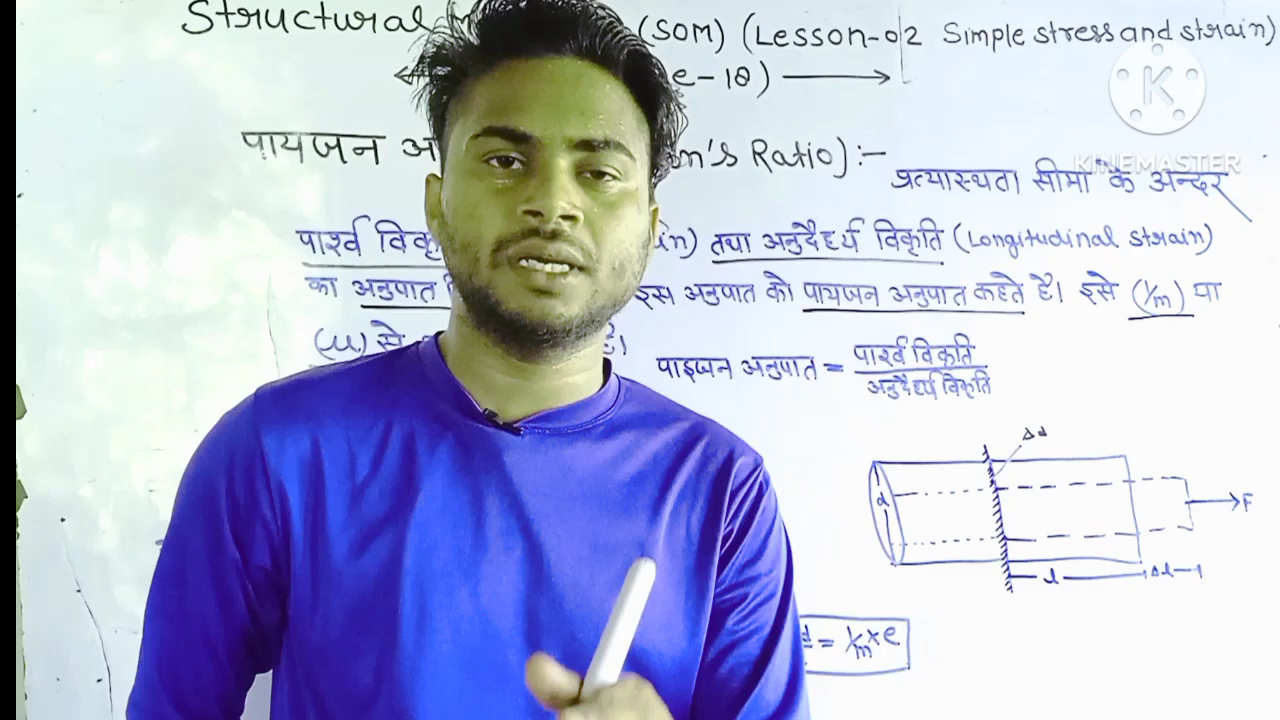 Structural (SOM) (Lesson-02 Simple stress and strain)
e-18)
K
KINEMASTER
पायजन अ m's Ratio):-
प्रत्यास्थता सीमा के अन्दर
पार्श्व विकृ in) तथा अनुदैर्ध्य विकृति (Longitudinal strain)
का अनुपात इस अनुपात को पायजन अनुपात कहते है। इसे (1/m) या
(μ) से है।
पाइजन अनुपात = पार्श्व विकृति
अनुदैर्ध्य विकृति
Δd
d
F
l Δl
d = 1/m × e